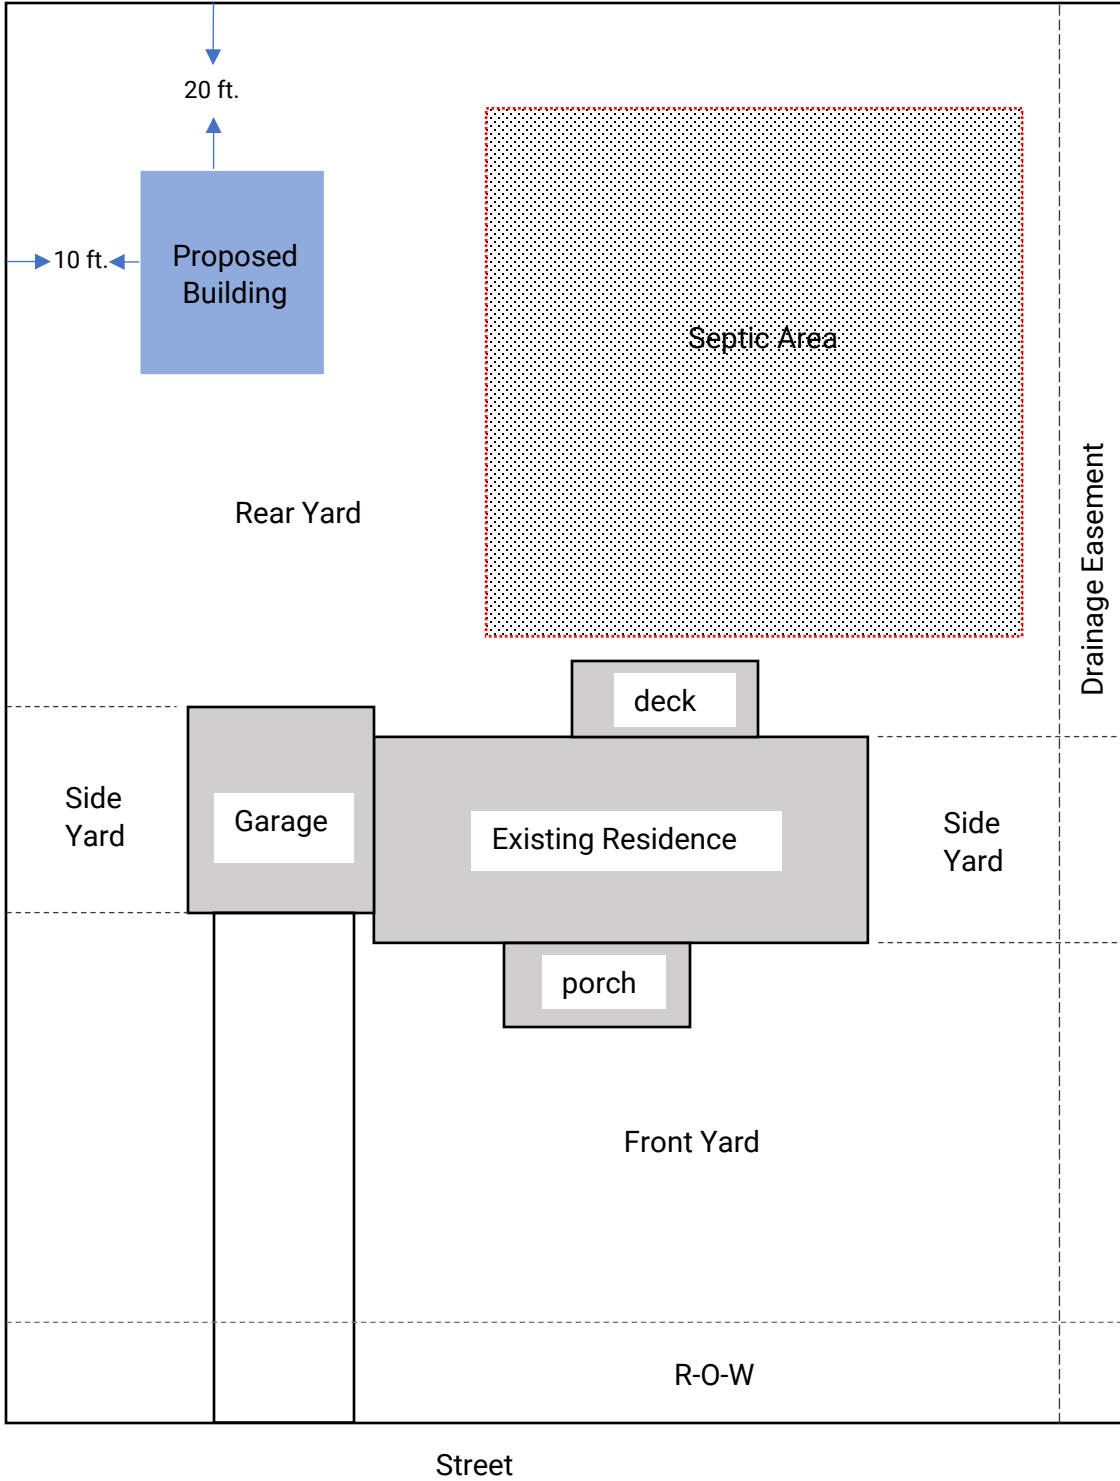 20 ft.
10 ft.
Proposed
Building
Septic Area
Rear Yard
Drainage Easement
deck
Side
Yard
Garage
Existing Residence
Side
Yard
porch
Front Yard
R-O-W
Street